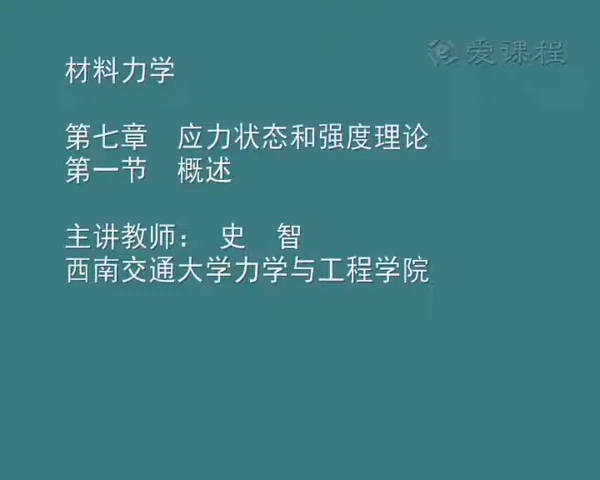 爱课程
材料力学
第七章　应力状态和强度理论
第一节　概述
主讲教师：　史　智
西南交通大学力学与工程学院